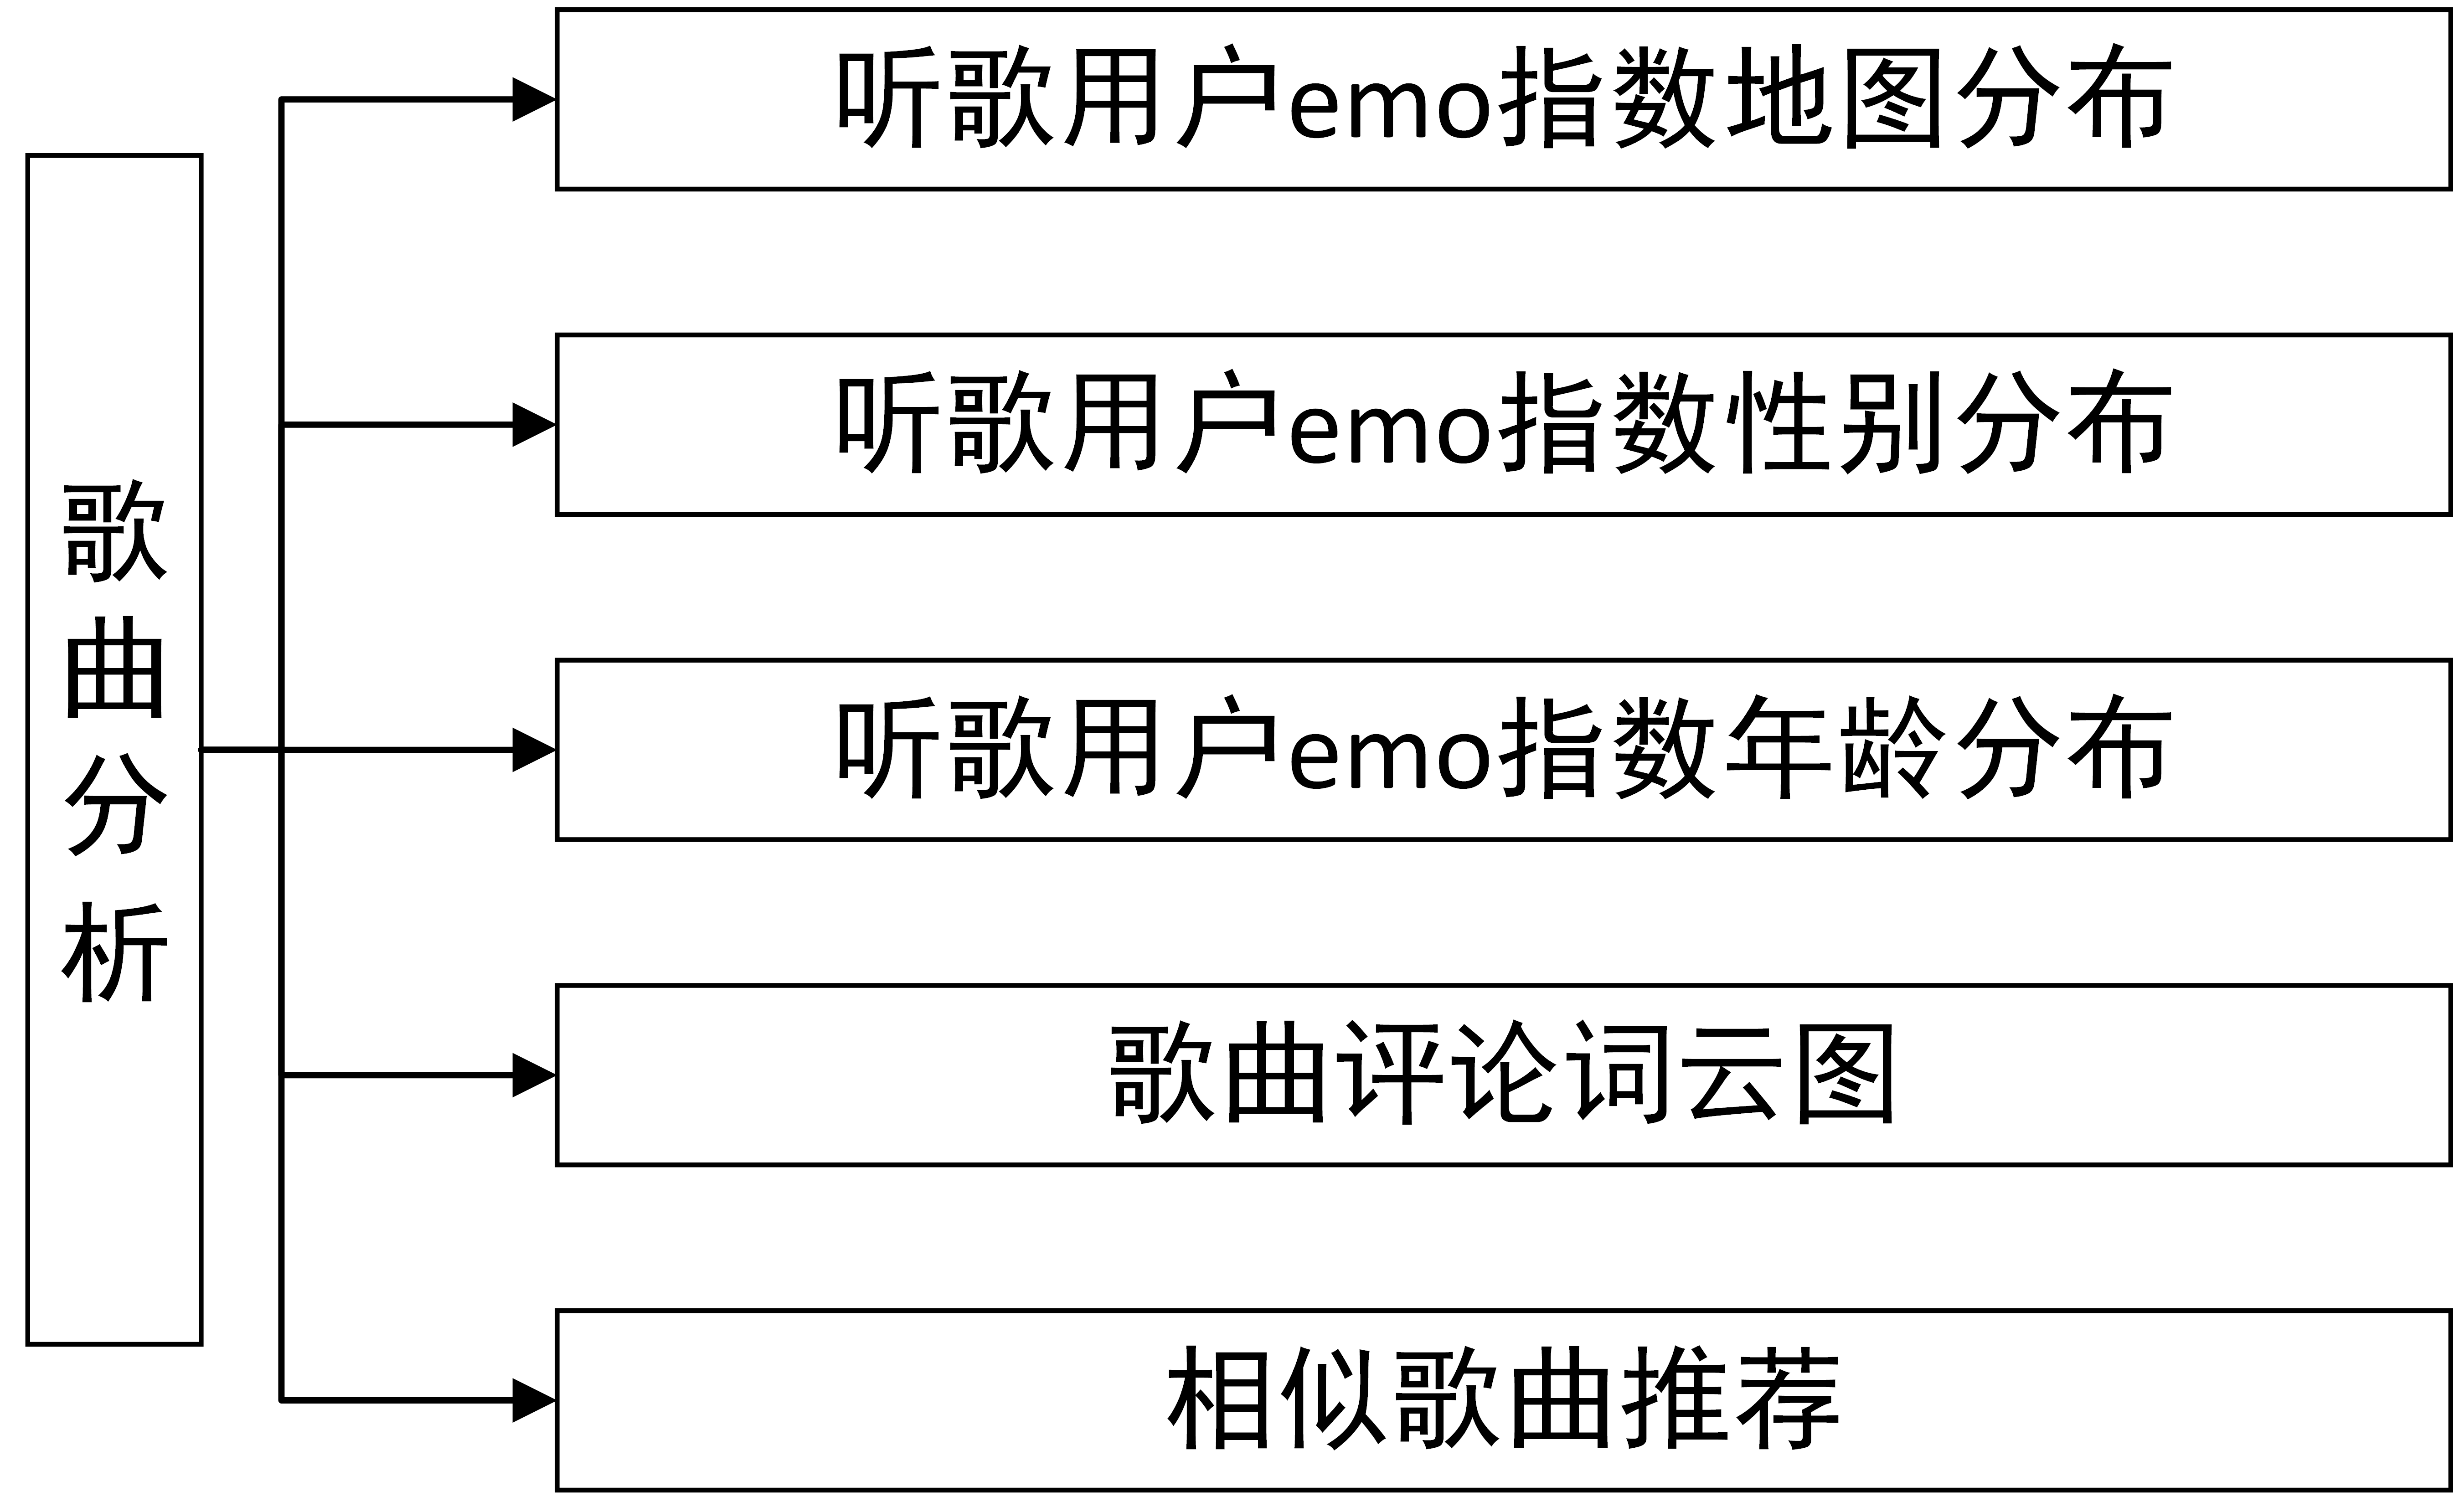 歌曲分析
听歌用户emo指数地图分布
听歌用户emo指数性别分布
听歌用户emo指数年龄分布
歌曲评论词云图
相似歌曲推荐